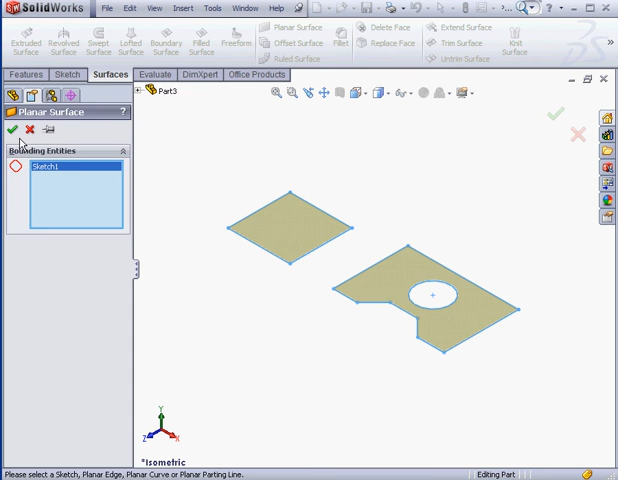 SolidWorks File Edit View Insert Tools Window Help
Extruded Surface
Revolved Surface
Swept Surface
Lofted Surface
Boundary Surface
Filled Surface
Freeform
Planar Surface
Offset Surface
Ruled Surface
Fillet
Delete Face
Replace Face
Extend Surface
Trim Surface
Untrim Surface
Knit Surface
Features Sketch Surfaces Evaluate DimXpert Office Products
Part3
Planar Surface ?
Bounding Entities
Sketch1
Y
Z X
*Isometric
Please select a Sketch, Planar Edge, Planar Curve or Planar Parting Line.
Editing Part